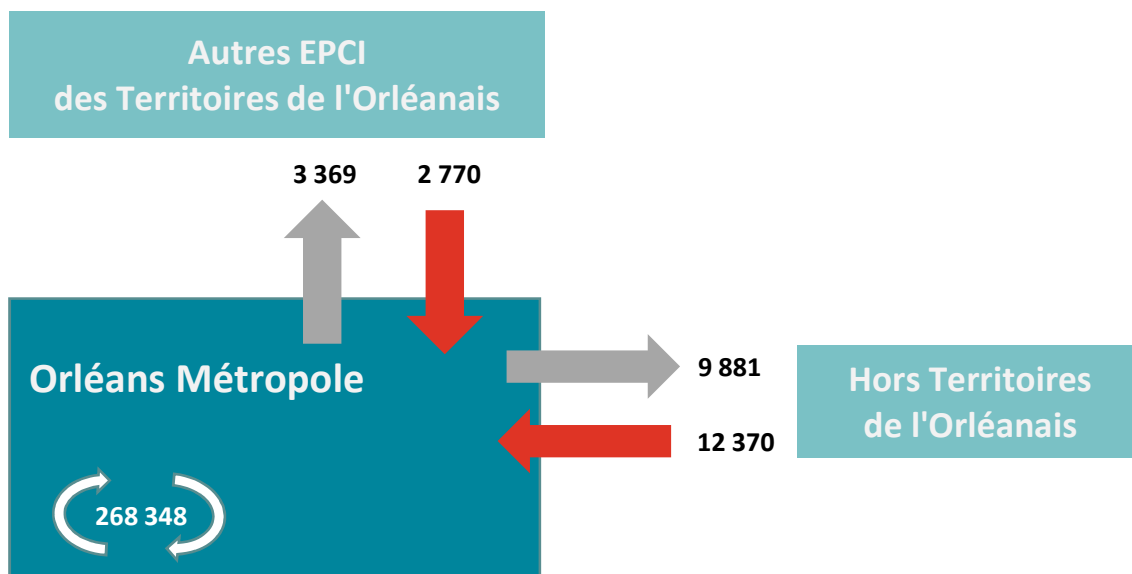 Autres EPCI
des Territoires de l'Orléanais
3 369 2 770
Orléans Métropole
9 881
12 370
Hors Territoires
de l'Orléanais
268 348